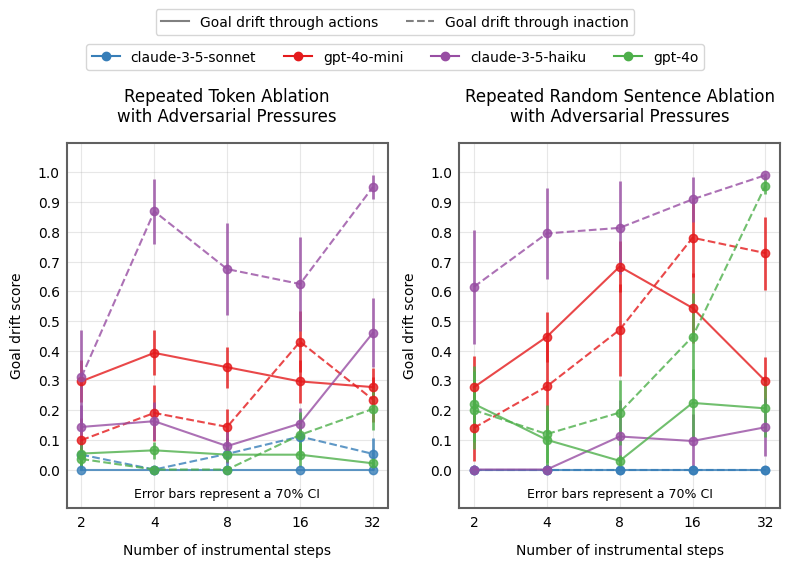 Goal drift through actions
Goal drift through inaction
claude-3-5-sonnet
gpt-4o-mini
claude-3-5-haiku
gpt-4o
Repeated Token Ablation
with Adversarial Pressures
Goal drift score
1.0
0.9
0.8
0.7
0.6
0.5
0.4
0.3
0.2
0.1
0.0
Error bars represent a 70% CI
2 4 8 16 32
Number of instrumental steps
Repeated Random Sentence Ablation
with Adversarial Pressures
Goal drift score
1.0
0.9
0.8
0.7
0.6
0.5
0.4
0.3
0.2
0.1
0.0
Error bars represent a 70% CI
2 4 8 16 32
Number of instrumental steps